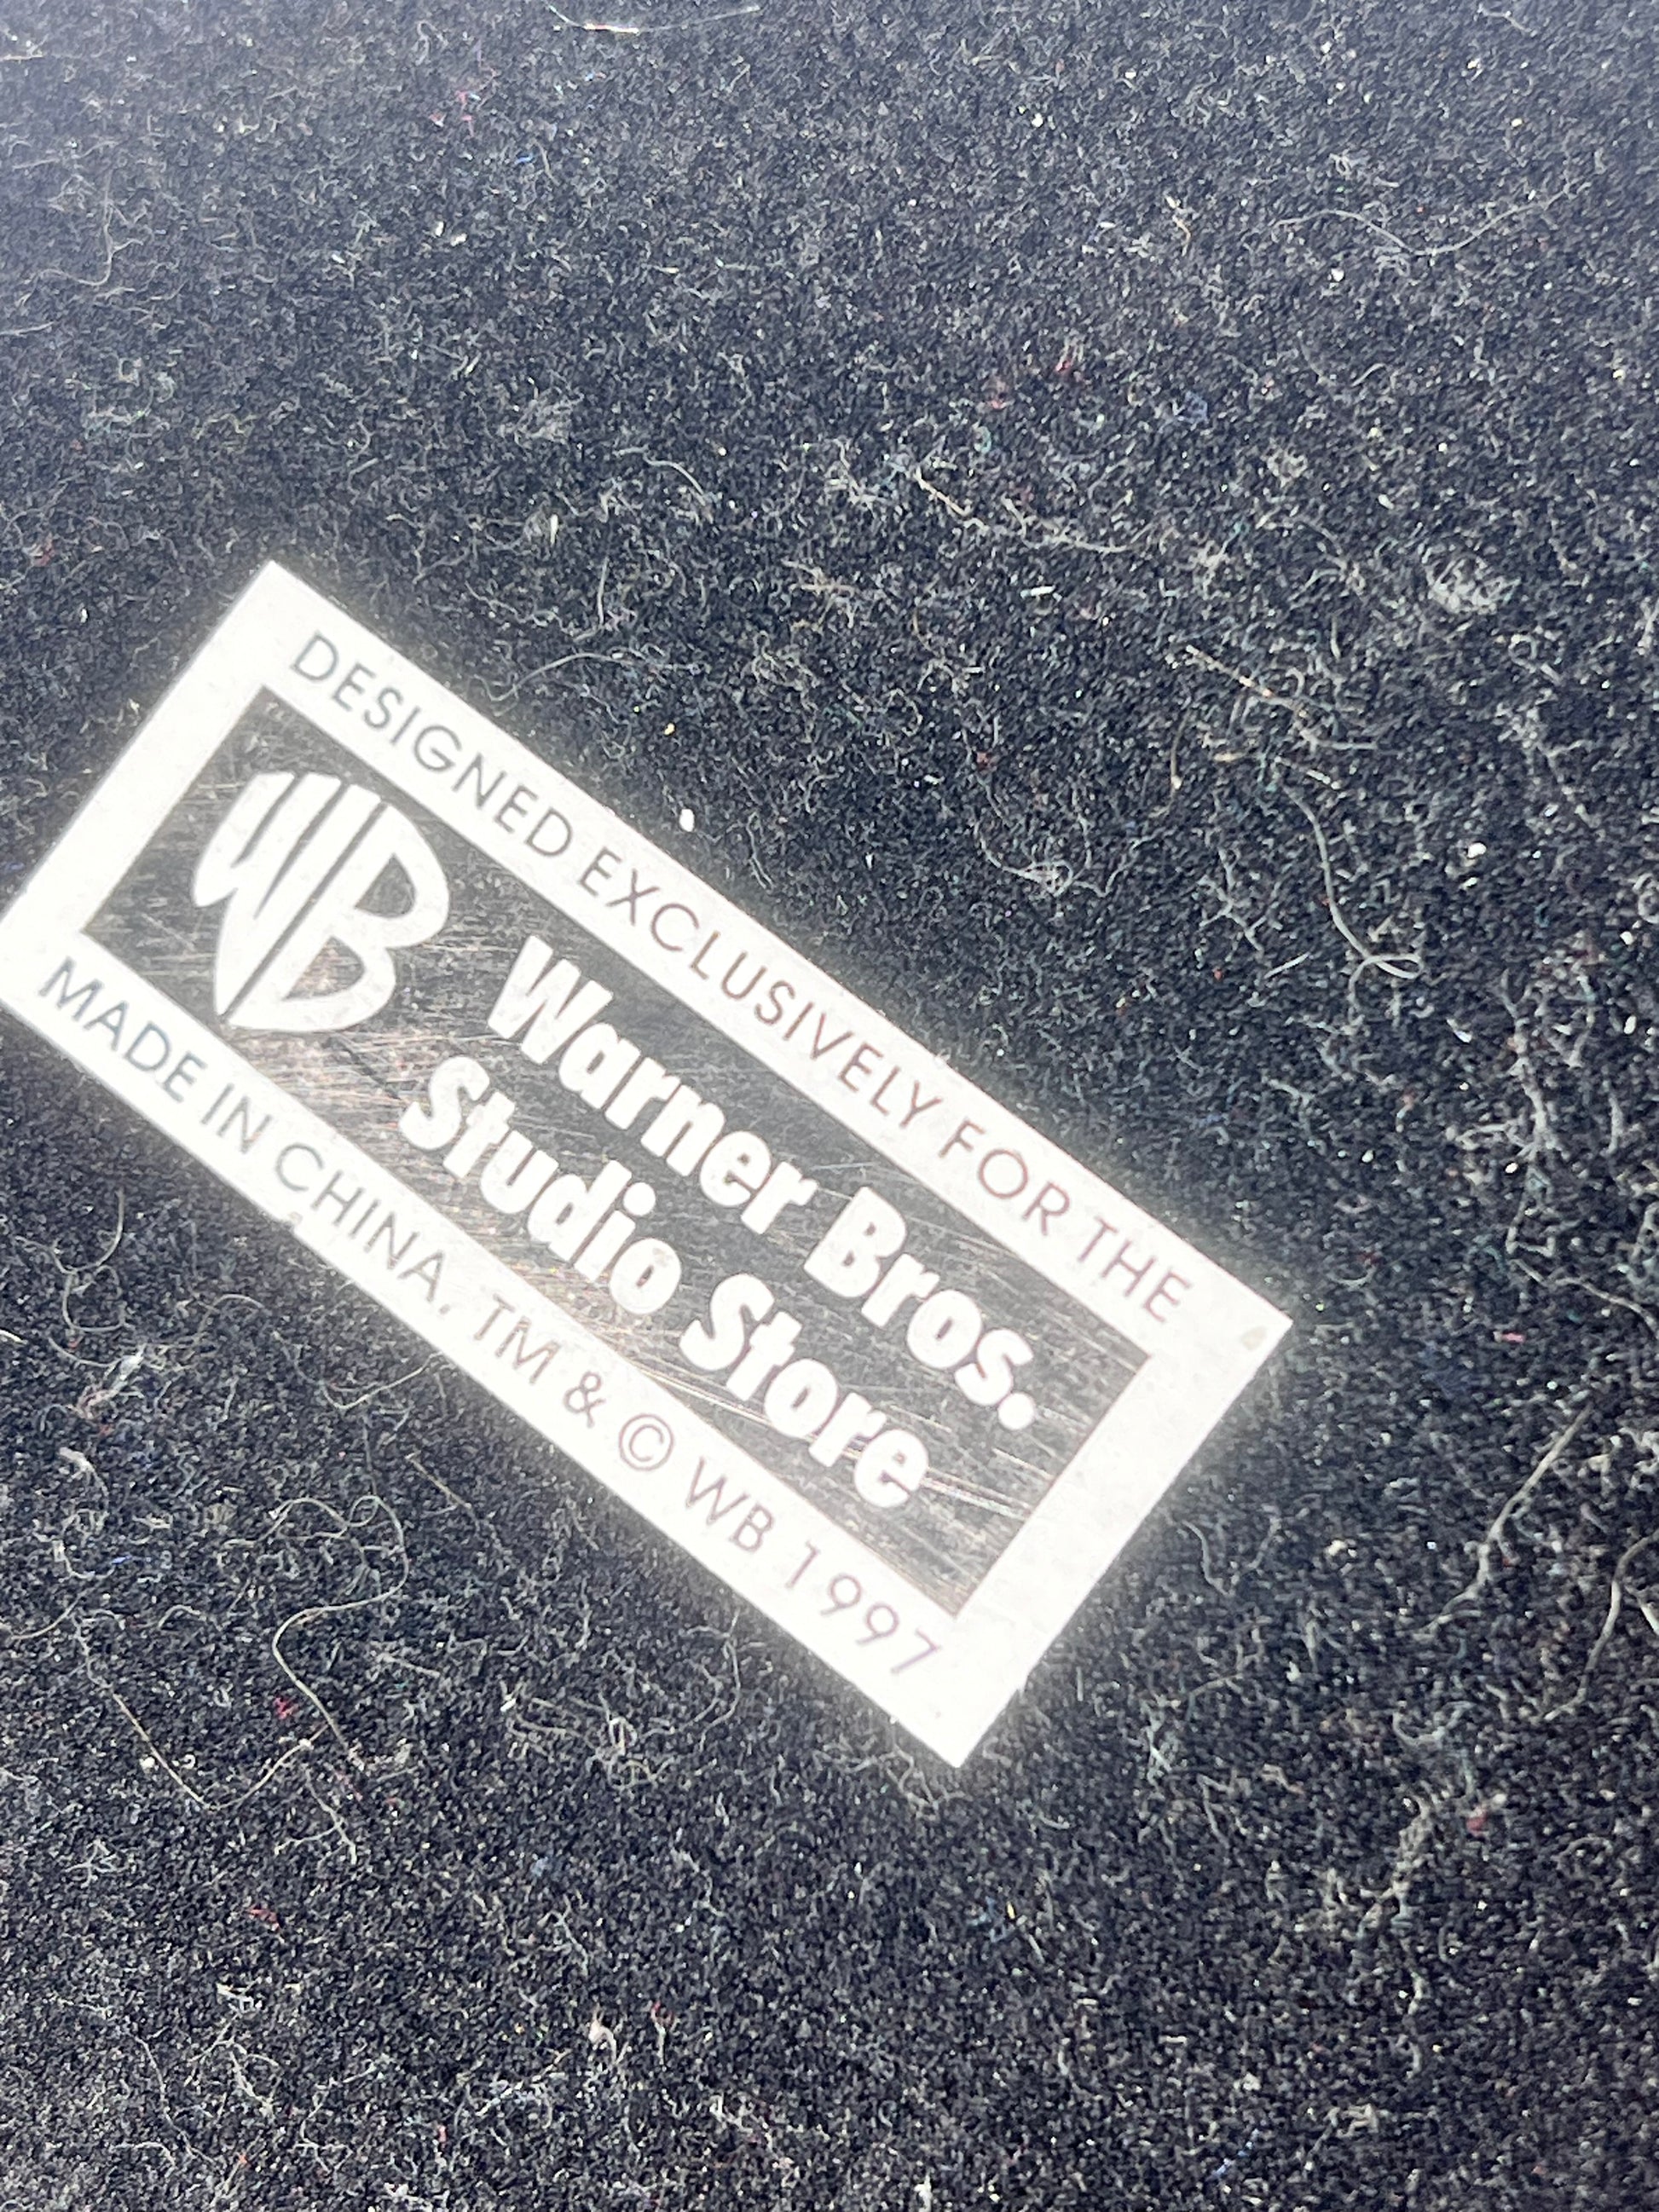 DESIGNED EXCLUSIVELY FOR THE
WB
Warner Bros.
Studio Store
MADE IN CHINA, TM & © WB 1997